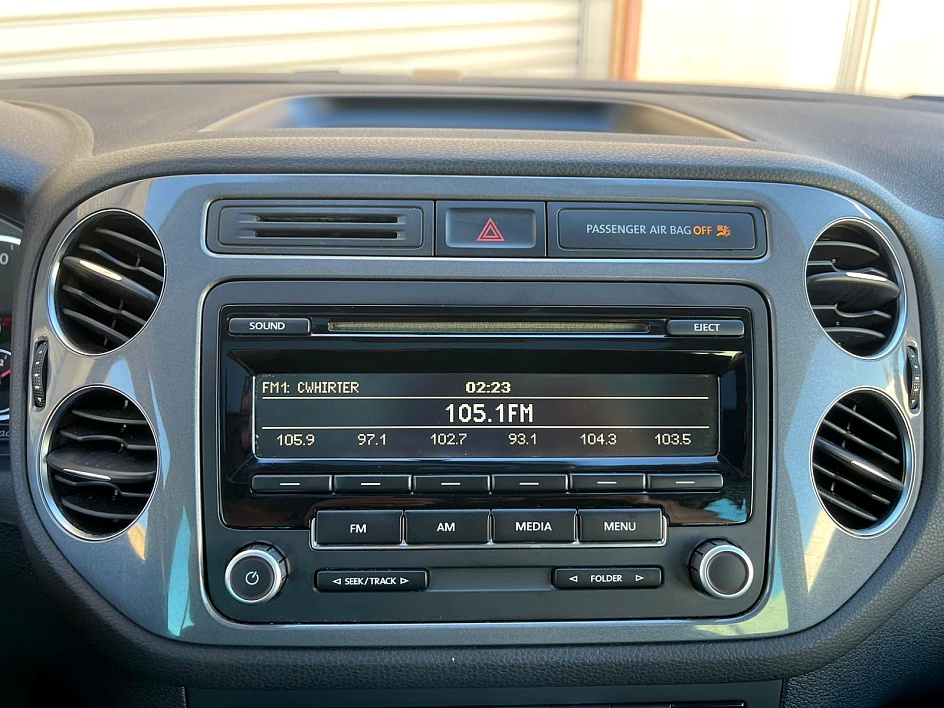 PASSENGER AIR BAG OFF
SOUND
EJECT
FM1: CWHIRTER 02:23
105.1FM
105.9 97.1 102.7 93.1 104.3 103.5
FM AM MEDIA MENU
SEEK/TRACK
FOLDER